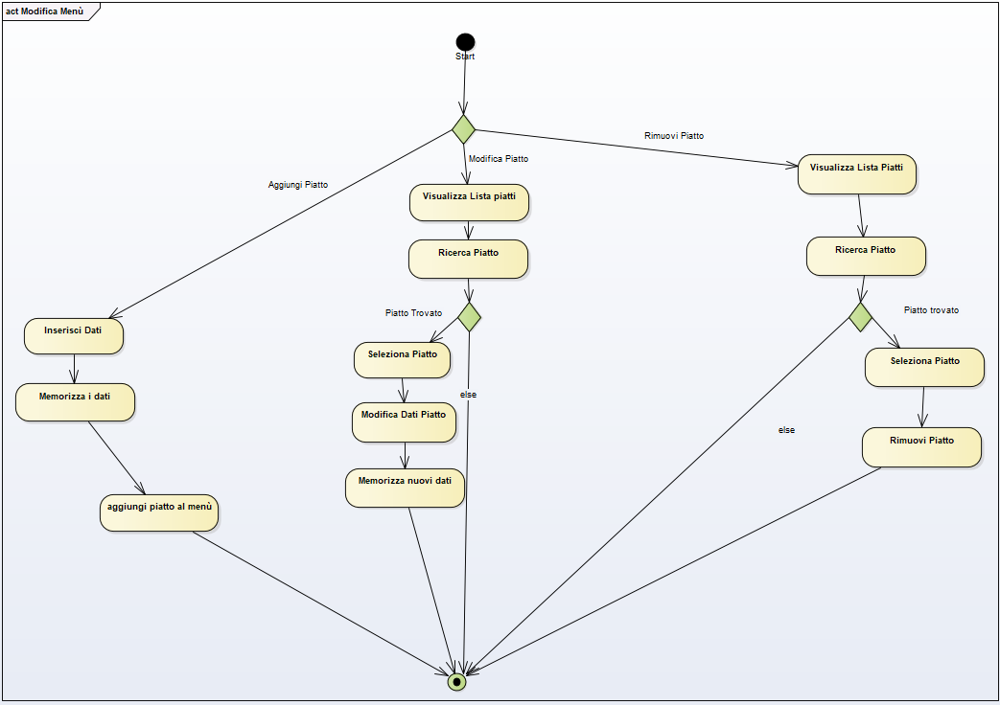 act Modifica Menù
Start
Rimuovi Piatto
Modifica Piatto
Aggiungi Piatto
Visualizza Lista Piatti
Visualizza Lista piatti
Ricerca Piatto
Ricerca Piatto
Piatto Trovato
Piatto trovato
Inserisci Dati
Seleziona Piatto
Seleziona Piatto
Memorizza i dati
else
Modifica Dati Piatto
else
Rimuovi Piatto
Memorizza nuovi dati
aggiungi piatto al menù